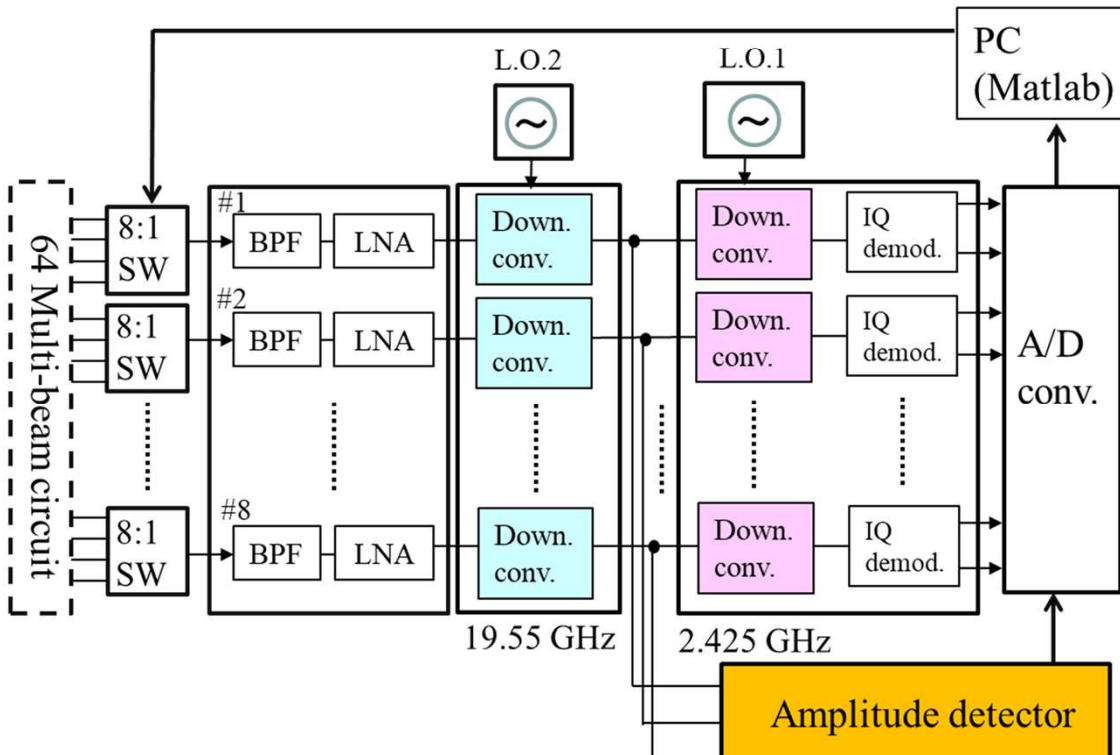 L.O.2
L.O.1
PC
(Matlab)
64 Multi-beam circuit
8:1
SW
#1
BPF
LNA
Down.
conv.
Down.
conv.
IQ
demod.
8:1
SW
#2
BPF
LNA
Down.
conv.
Down.
conv.
IQ
demod.
A/D
conv.
8:1
SW
#8
BPF
LNA
Down.
conv.
Down.
conv.
IQ
demod.
19.55 GHz
2.425 GHz
Amplitude detector